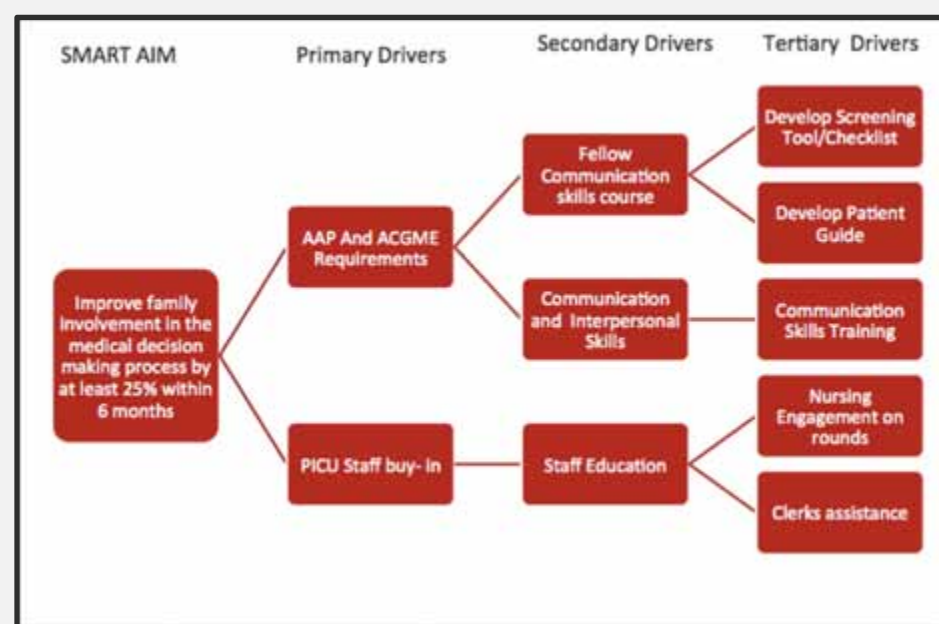 SMART AIM
Primary Drivers
Secondary Drivers
Tertiary Drivers
Improve family
involvement in the
medical decision
making process by
at least 25% within
6 months
AAP And ACGME
Requirements
PICU Staff buy- in
Fellow
Communication
skills course
Communication
and Interpersonal
Skills
Staff Education
Develop Screening
Tool/Checklist
Develop Patient
Guide
Communication
Skills Training
Nursing
Engagement on
rounds
Clerks assistance